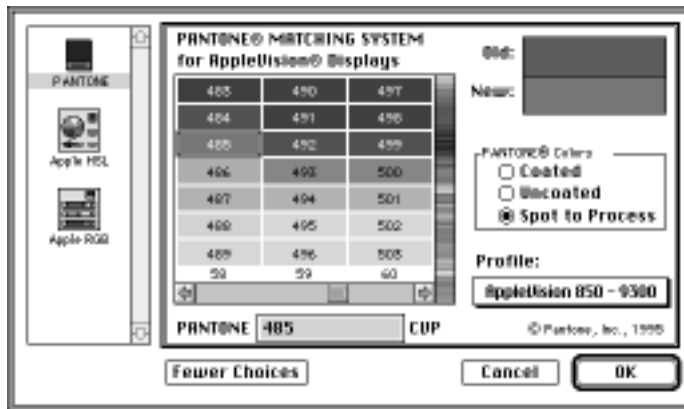 PANTONE
Apple HSL
Apple RGB
PANTONE® MATCHING SYSTEM
for AppleVision® Displays
483 490 497
484 491 498
485 492 499
486 493 500
487 494 501
488 495 502
489 496 503
58 59 60
PANTONE 485 CVP
Old:
New:
PANTONE® Colors
Coated
Uncoated
Spot to Process
Profile:
AppleVision 850 - 9300
© Pantone, Inc., 1995
Fewer Choices
Cancel
OK